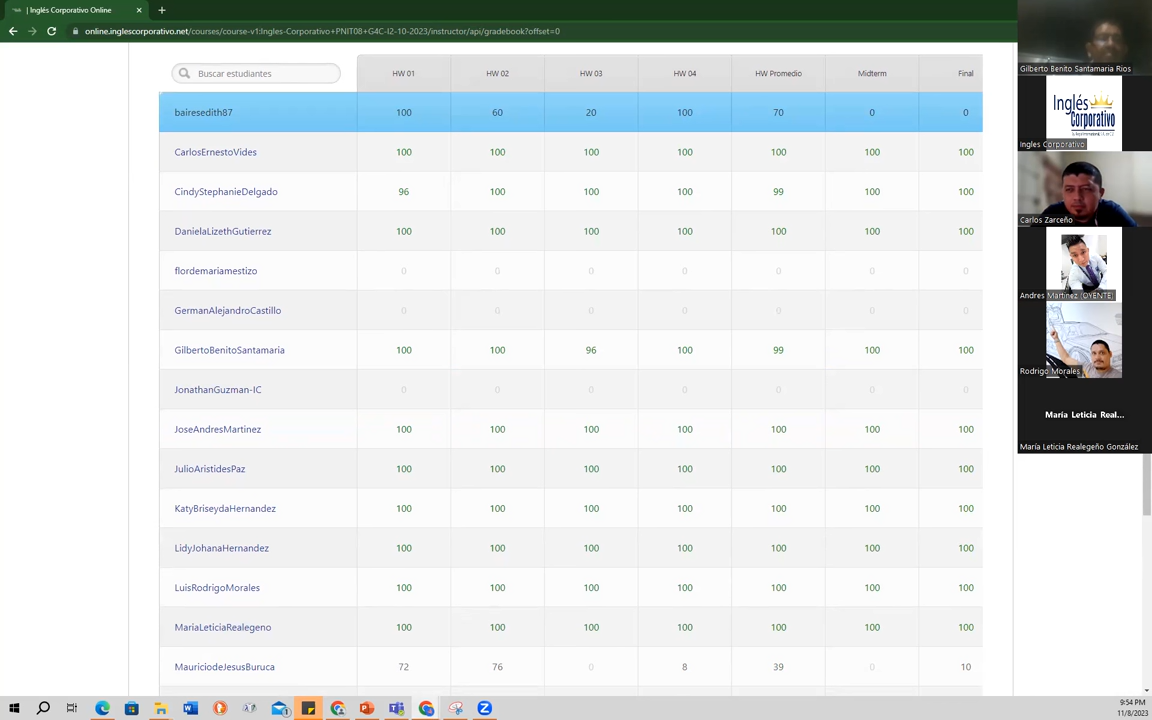 | Inglés Corporativo Online
online.inglescorporativo.net/courses/course-v1:Ingles-Corporativo+PNIT08+G4C-I2-10-2023/instructor/api/gradebook?offset=0
Buscar estudiantes HW 01 HW 02 HW 03 HW 04 HW Promedio Midterm Final
bairesedith87 100 60 20 100 70 0 0
CarlosErnestoVides 100 100 100 100 100 100 100
CindyStephanieDelgado 96 100 100 100 99 100 100
DanielaLizethGutierrez 100 100 100 100 100 100 100
flordemariamestizo 0 0 0 0 0 0 0
GermanAlejandroCastillo 0 0 0 0 0 0 0
GilbertoBenitoSantamaria 100 100 96 100 99 100 100
JonathanGuzman-IC 0 0 0 0 0 0 0
JoseAndresMartinez 100 100 100 100 100 100 100
JulioAristidesPaz 100 100 100 100 100 100 100
KatyBriseydaHernandez 100 100 100 100 100 100 100
LidyJohanaHernandez 100 100 100 100 100 100 100
LuisRodrigoMorales 100 100 100 100 100 100 100
MariaLeticiaRealegeno 100 100 100 100 100 100 100
MauriciodeJesusBuruca 72 76 0 8 39 0 10
Gilberto Benito Santamaria Rios
Inglés
Corporativo
Ingles Corporativo
Carlos Zarceño
Andres Martinez (OYENTE)
Rodrigo Morales
María Leticia Real...
María Leticia Realegeño González
9:54 PM
11/8/2023